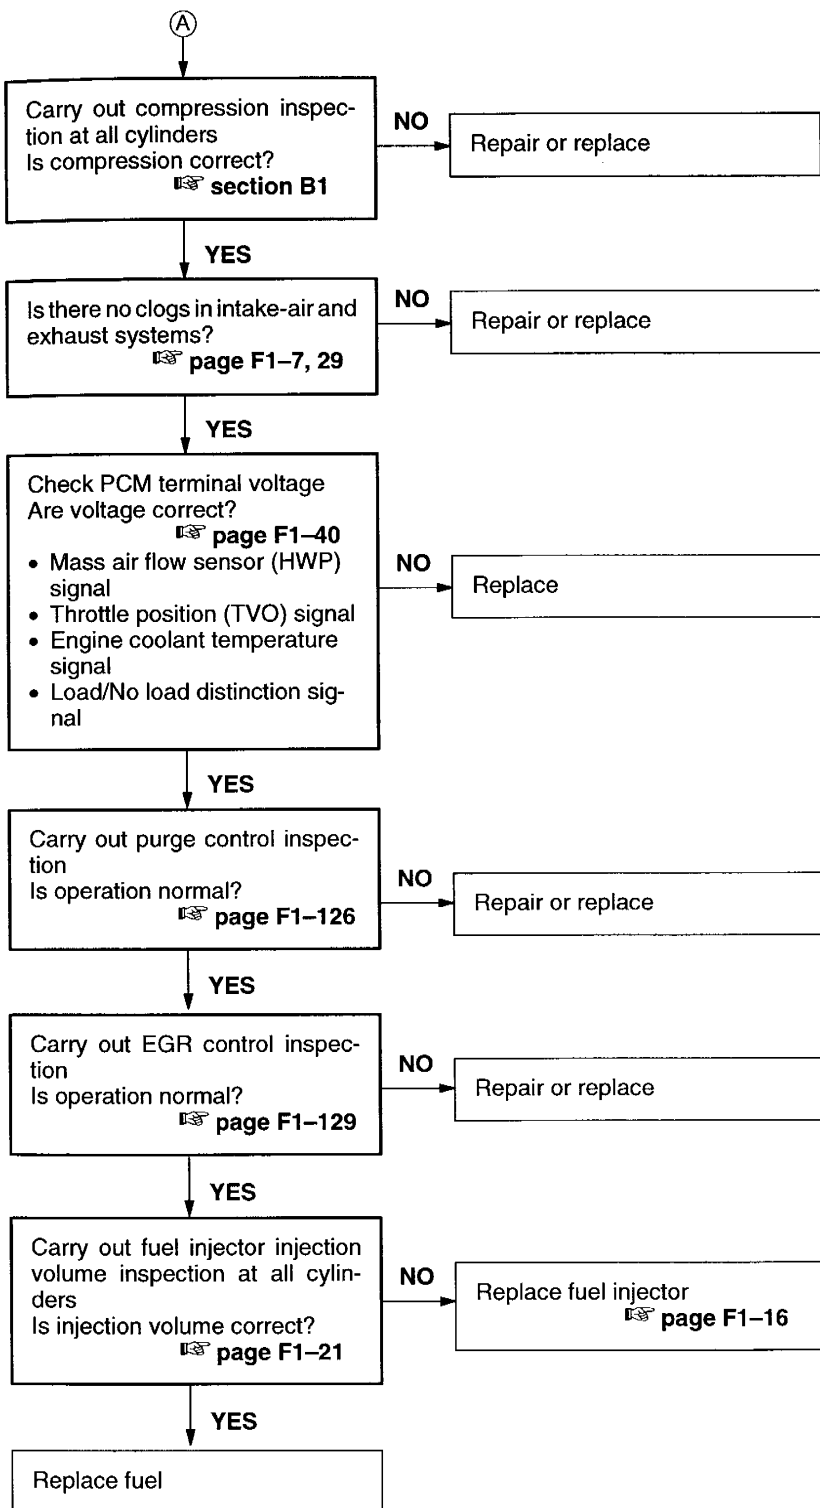 A
Carry out compression inspec-
tion at all cylinders
Is compression correct?
☞ section B1
NO
Repair or replace
YES
Is there no clogs in intake-air and
exhaust systems?
☞ page F1–7, 29
NO
Repair or replace
YES
Check PCM terminal voltage
Are voltage correct?
☞ page F1–40
• Mass air flow sensor (HWP)
signal
• Throttle position (TVO) signal
• Engine coolant temperature
signal
• Load/No load distinction sig-
nal
NO
Replace
YES
Carry out purge control inspec-
tion
Is operation normal?
☞ page F1–126
NO
Repair or replace
YES
Carry out EGR control inspec-
tion
Is operation normal?
☞ page F1–129
NO
Repair or replace
YES
Carry out fuel injector injection
volume inspection at all cylin-
ders
Is injection volume correct?
☞ page F1–21
NO
Replace fuel injector
☞ page F1–16
YES
Replace fuel